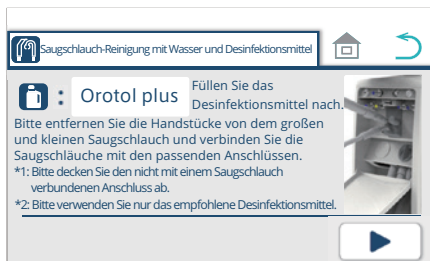 Saugschlauch-Reinigung mit Wasser und Desinfektionsmittel
: Orotol plus
Füllen Sie das
Desinfektionsmittel nach.
Bitte entfernen Sie die Handstücke von dem großen
und kleinen Saugschlauch und verbinden Sie die
Saugschläuche mit den passenden Anschlüssen.
*1: Bitte decken Sie den nicht mit einem Saugschlauch
verbundenen Anschluss ab.
*2: Bitte verwenden Sie nur das empfohlene Desinfektionsmittel.